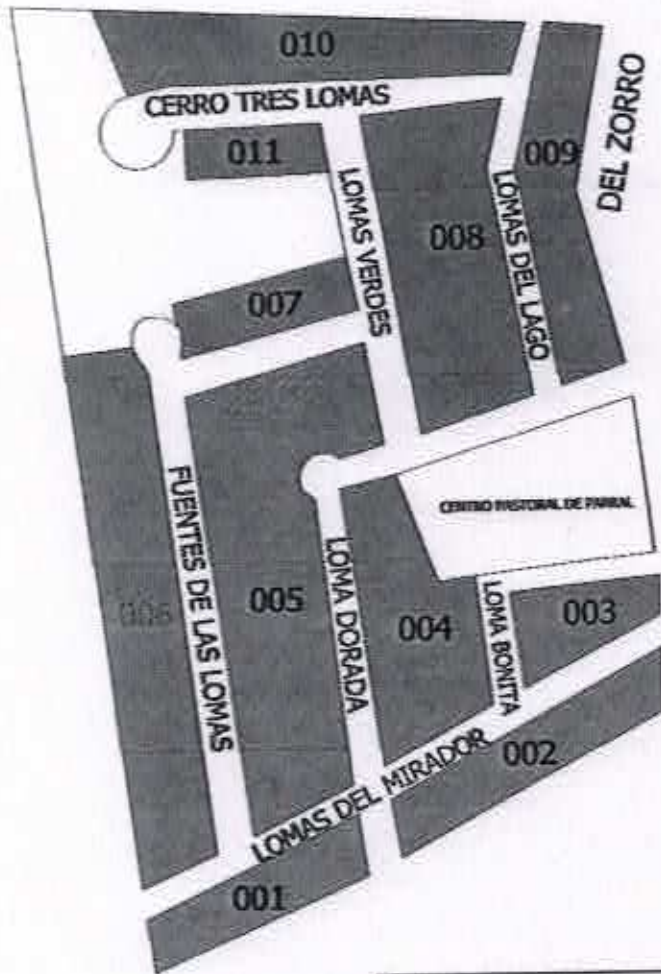 010
CERRO TRES LOMAS
011
009
DEL ZORRO
LOMAS VERDES
008
LOMAS DEL LAGO
007
CENTRO PASTORAL DE PARRAL
FUENTES DE LAS LOMAS
006
005
LOMA DORADA
004
LOMA BONITA
003
LOMAS DEL MIRADOR
002
001